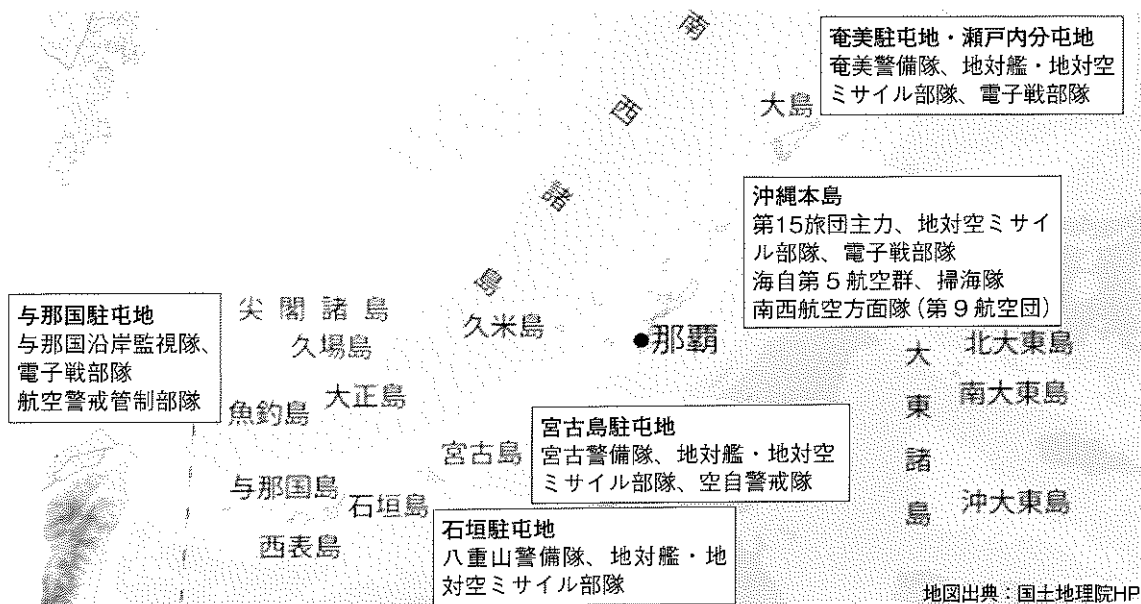 南西諸島
奄美駐屯地・瀬戸内分屯地
奄美警備隊、地対艦・地対空
ミサイル部隊、電子戦部隊
大島
沖縄本島
第15旅団主力、地対空ミサイ
ル部隊、電子戦部隊
海自第5航空群、掃海隊
南西航空方面隊(第9航空団)
与那国駐屯地
与那国沿岸監視隊、
電子戦部隊
航空警戒管制部隊
尖閣諸島
久場島
久米島
那覇
大東諸島
北大東島
南大東島
沖大東島
魚釣島
大正島
宮古島
宮古島駐屯地
宮古警備隊、地対艦・地対空
ミサイル部隊、空自警戒隊
与那国島
石垣島
西表島
石垣駐屯地
八重山警備隊、地対艦・地
対空ミサイル部隊
地図出典:国土地理院HP